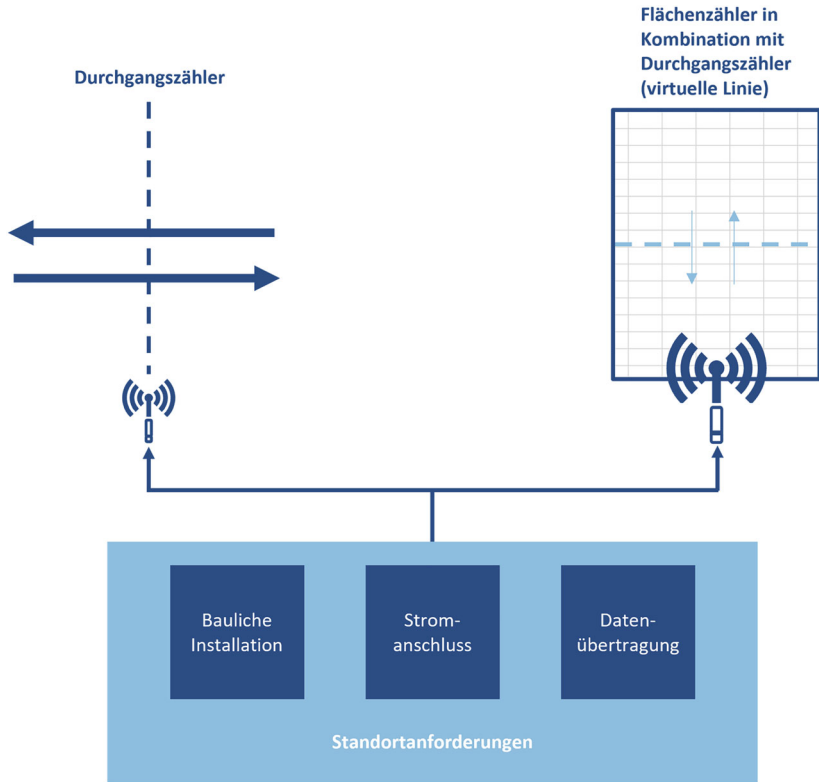 Durchgangszähler
Flächenzähler in
Kombination mit
Durchgangszähler
(virtuelle Linie)
Bauliche
Installation
Strom-
anschluss
Daten-
übertragung
Standortanforderungen